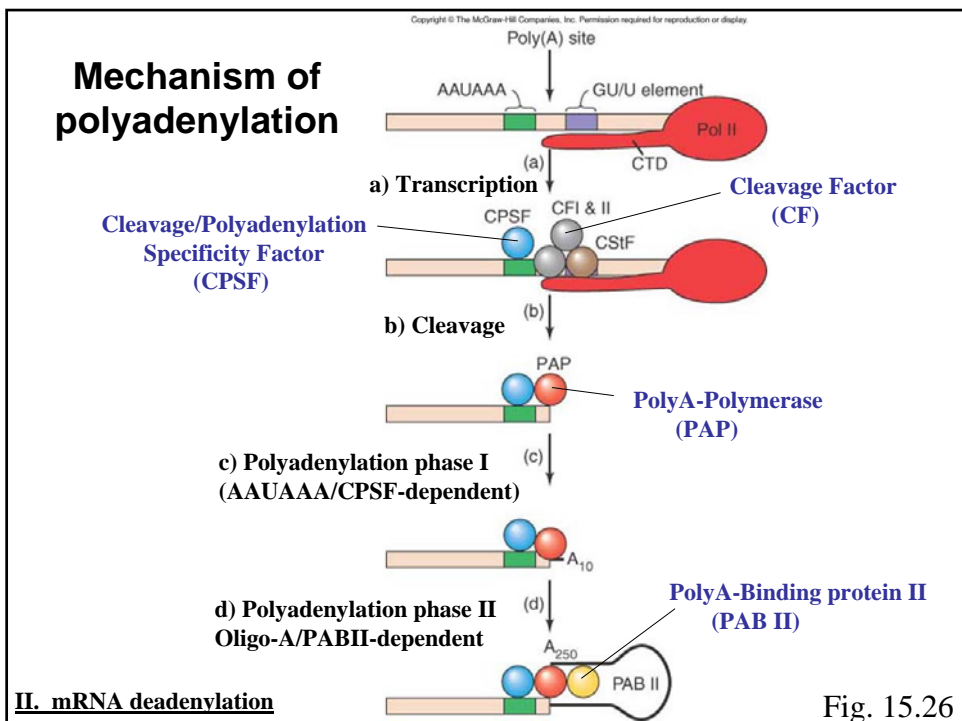 Copyright © The McGraw-Hill Companies, Inc. Permission required for reproduction or display.
Mechanism of
polyadenylation
Poly(A) site
AAUAAA
GU/U element
Pol II
CTD
(a)
a) Transcription
Cleavage Factor
(CF)
Cleavage/Polyadenylation
Specificity Factor
(CPSF)
CPSF
CFI & II
CStF
(b)
b) Cleavage
PAP
PolyA-Polymerase
(PAP)
c) Polyadenylation phase I
(AAUAAA/CPSF-dependent)
(c)
A10
d) Polyadenylation phase II
Oligo-A/PABII-dependent
(d)
PolyA-Binding protein II
(PAB II)
A250
PAB II
II. mRNA deadenylation
Fig. 15.26